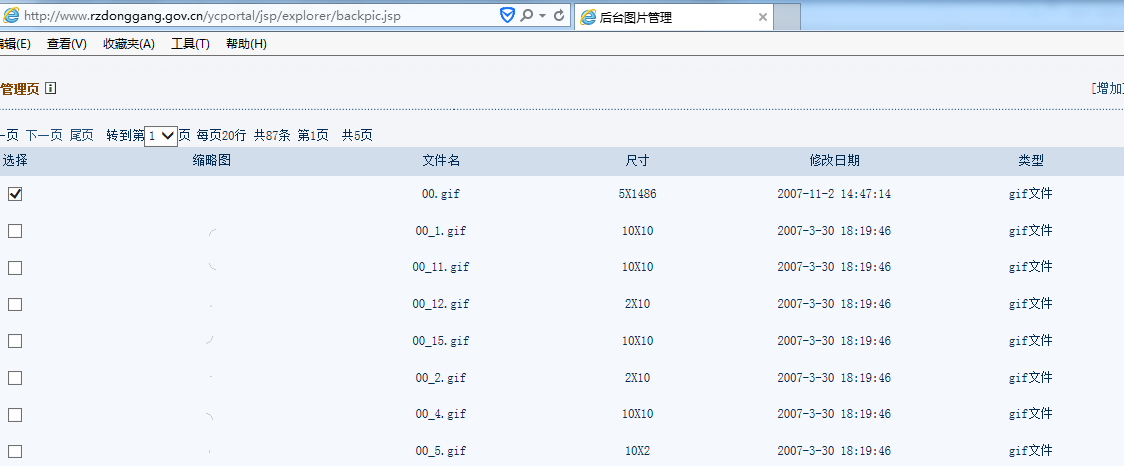 http://www.rzdonggang.gov.cn/ycportal/jsp/explorer/backpic.jsp 后台图片管理
编辑(E) 查看(V) 收藏夹(A) 工具(T) 帮助(H)
管理页 [增加]
一页 下一页 尾页 转到第 1 页 每页20行 共87条 第1页 共5页
选择 缩略图 文件名 尺寸 修改日期 类型
00.gif 5X1486 2007-11-2 14:47:14 gif文件
00_1.gif 10X10 2007-3-30 18:19:46 gif文件
00_11.gif 10X10 2007-3-30 18:19:46 gif文件
00_12.gif 2X10 2007-3-30 18:19:46 gif文件
00_15.gif 10X10 2007-3-30 18:19:46 gif文件
00_2.gif 2X10 2007-3-30 18:19:46 gif文件
00_4.gif 10X10 2007-3-30 18:19:46 gif文件
00_5.gif 10X2 2007-3-30 18:19:46 gif文件